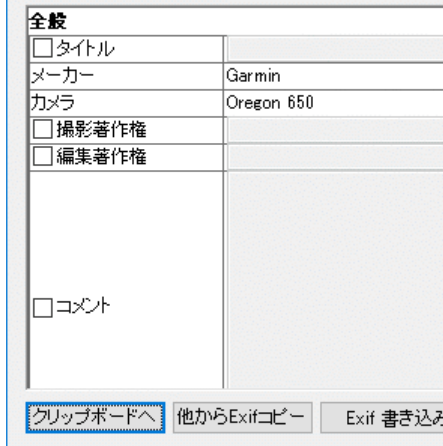 全般
タイトル
メーカー Garmin
カメラ Oregon 650
撮影著作権
編集著作権
コメント
クリップボードへ 他からExifコピー Exif 書き込み